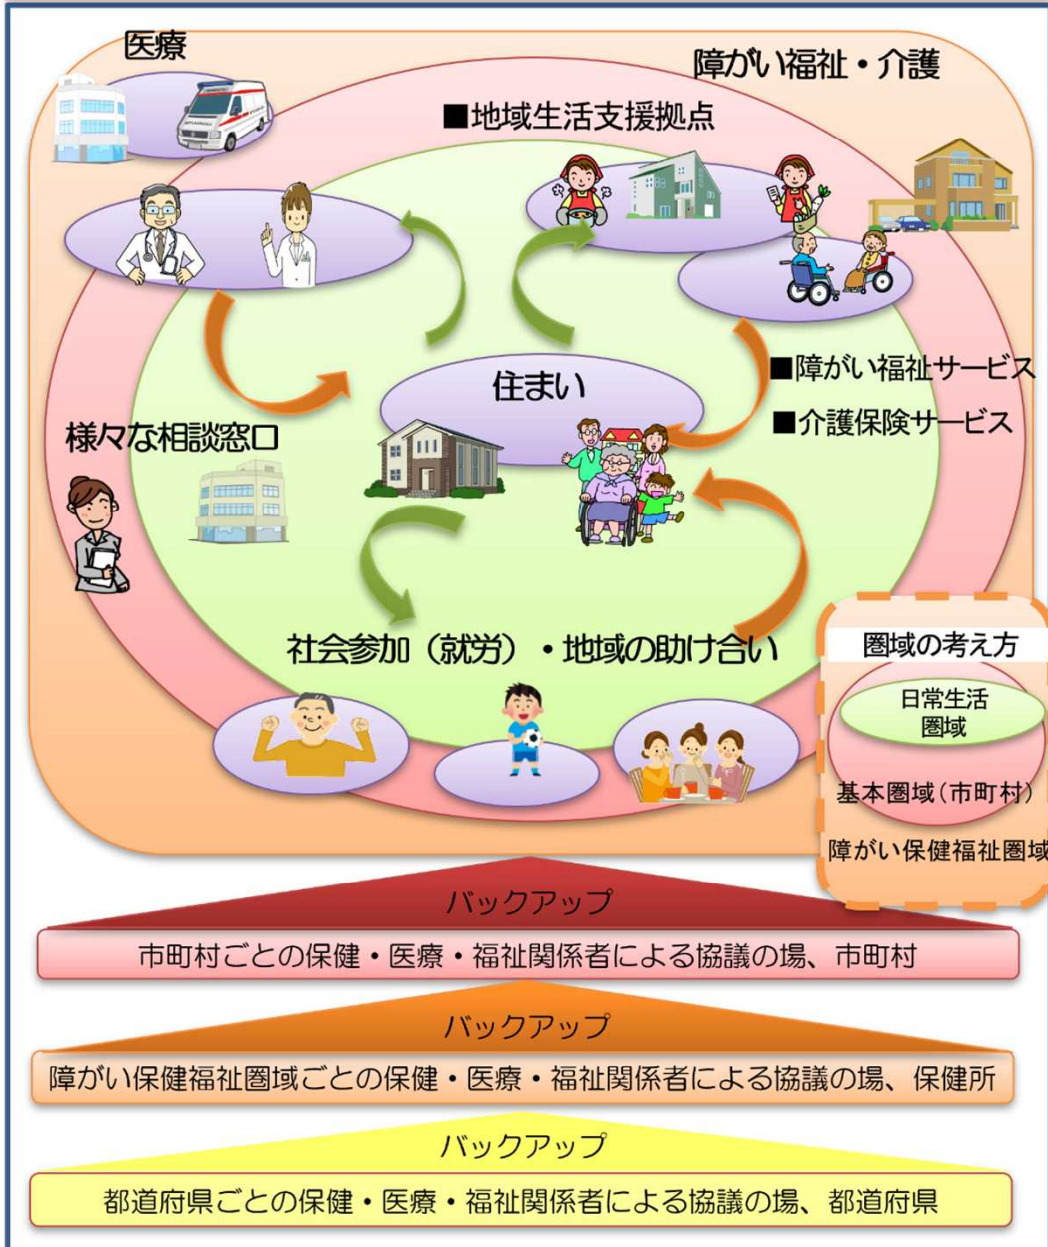 医療
障がい福祉・介護
■地域生活支援拠点
住まい
■障がい福祉サービス
■介護保険サービス
様々な相談窓口
社会参加（就労）・地域の助け合い
圏域の考え方
日常生活
圏域
基本圏域（市町村）
障がい保健福祉圏域
バックアップ
市町村ごとの保健・医療・福祉関係者による協議の場、市町村
バックアップ
障がい保健福祉圏域ごとの保健・医療・福祉関係者による協議の場、保健所
バックアップ
都道府県ごとの保健・医療・福祉関係者による協議の場、都道府県